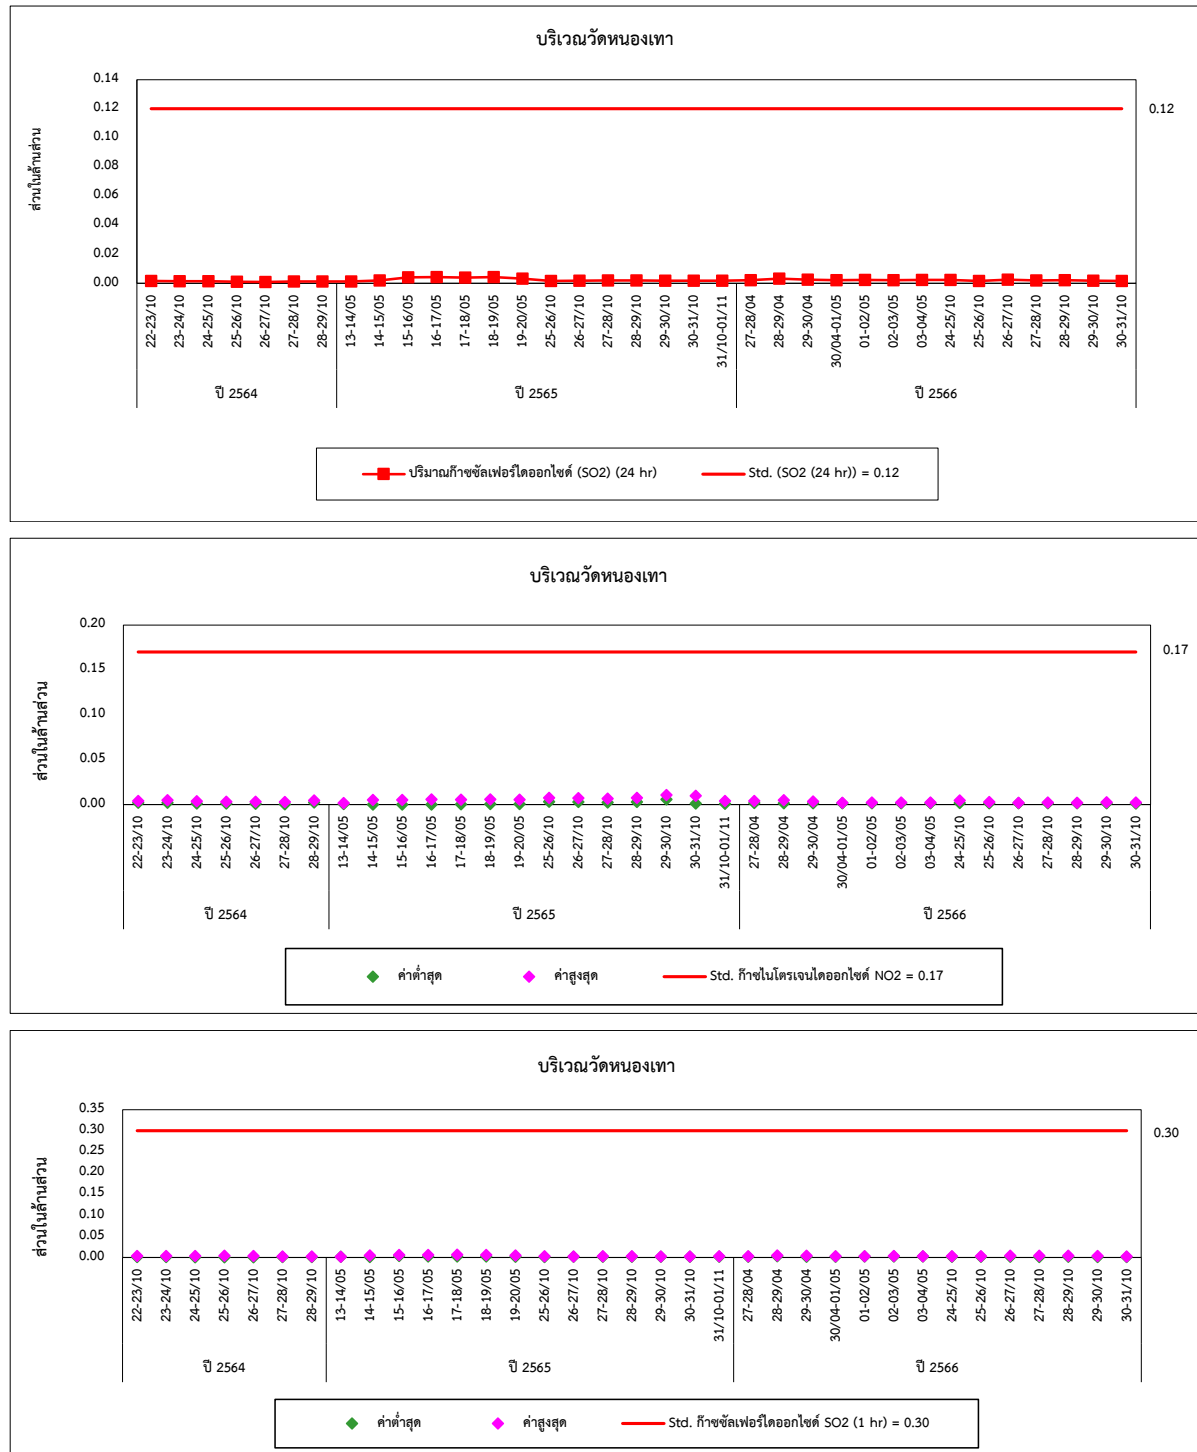 บริเวณวัดหนองเทา
0.14
0.12
0.10
0.08
0.06
0.04
0.02
0.00
ส่วนในล้านส่วน
0.12
22-23/10 23-24/10 24-25/10 25-26/10 26-27/10 27-28/10 28-29/10 13-14/05 14-15/05 15-16/05 16-17/05 17-18/05 18-19/05 19-20/05 25-26/10 26-27/10 27-28/10 28-29/10 29-30/10 30-31/10 31/10-01/11 27-28/04 28-29/04 29-30/04 30/04-01/05 01-02/05 02-03/05 03-04/05 24-25/10 25-26/10 26-27/10 27-28/10 28-29/10 29-30/10 30-31/10
ปี 2564 ปี 2565 ปี 2566
ปริมาณก๊าซซัลเฟอร์ไดออกไซด์ (SO2) (24 hr) Std. (SO2 (24 hr)) = 0.12
บริเวณวัดหนองเทา
0.20
0.15
0.10
0.05
0.00
ส่วนในล้านส่วน
0.17
22-23/10 23-24/10 24-25/10 25-26/10 26-27/10 27-28/10 28-29/10 13-14/05 14-15/05 15-16/05 16-17/05 17-18/05 18-19/05 19-20/05 25-26/10 26-27/10 27-28/10 28-29/10 29-30/10 30-31/10 31/10-01/11 27-28/04 28-29/04 29-30/04 30/04-01/05 01-02/05 02-03/05 03-04/05 24-25/10 25-26/10 26-27/10 27-28/10 28-29/10 29-30/10 30-31/10
ปี 2564 ปี 2565 ปี 2566
ค่าต่ำสุด ค่าสูงสุด Std. ก๊าซไนโตรเจนไดออกไซด์ NO2 = 0.17
บริเวณวัดหนองเทา
0.35
0.30
0.25
0.20
0.15
0.10
0.05
0.00
ส่วนในล้านส่วน
0.30
22-23/10 23-24/10 24-25/10 25-26/10 26-27/10 27-28/10 28-29/10 13-14/05 14-15/05 15-16/05 16-17/05 17-18/05 18-19/05 19-20/05 25-26/10 26-27/10 27-28/10 28-29/10 29-30/10 30-31/10 31/10-01/11 27-28/04 28-29/04 29-30/04 30/04-01/05 01-02/05 02-03/05 03-04/05 24-25/10 25-26/10 26-27/10 27-28/10 28-29/10 29-30/10 30-31/10
ปี 2564 ปี 2565 ปี 2566
ค่าต่ำสุด ค่าสูงสุด Std. ก๊าซซัลเฟอร์ไดออกไซด์ SO2 (1 hr) = 0.30